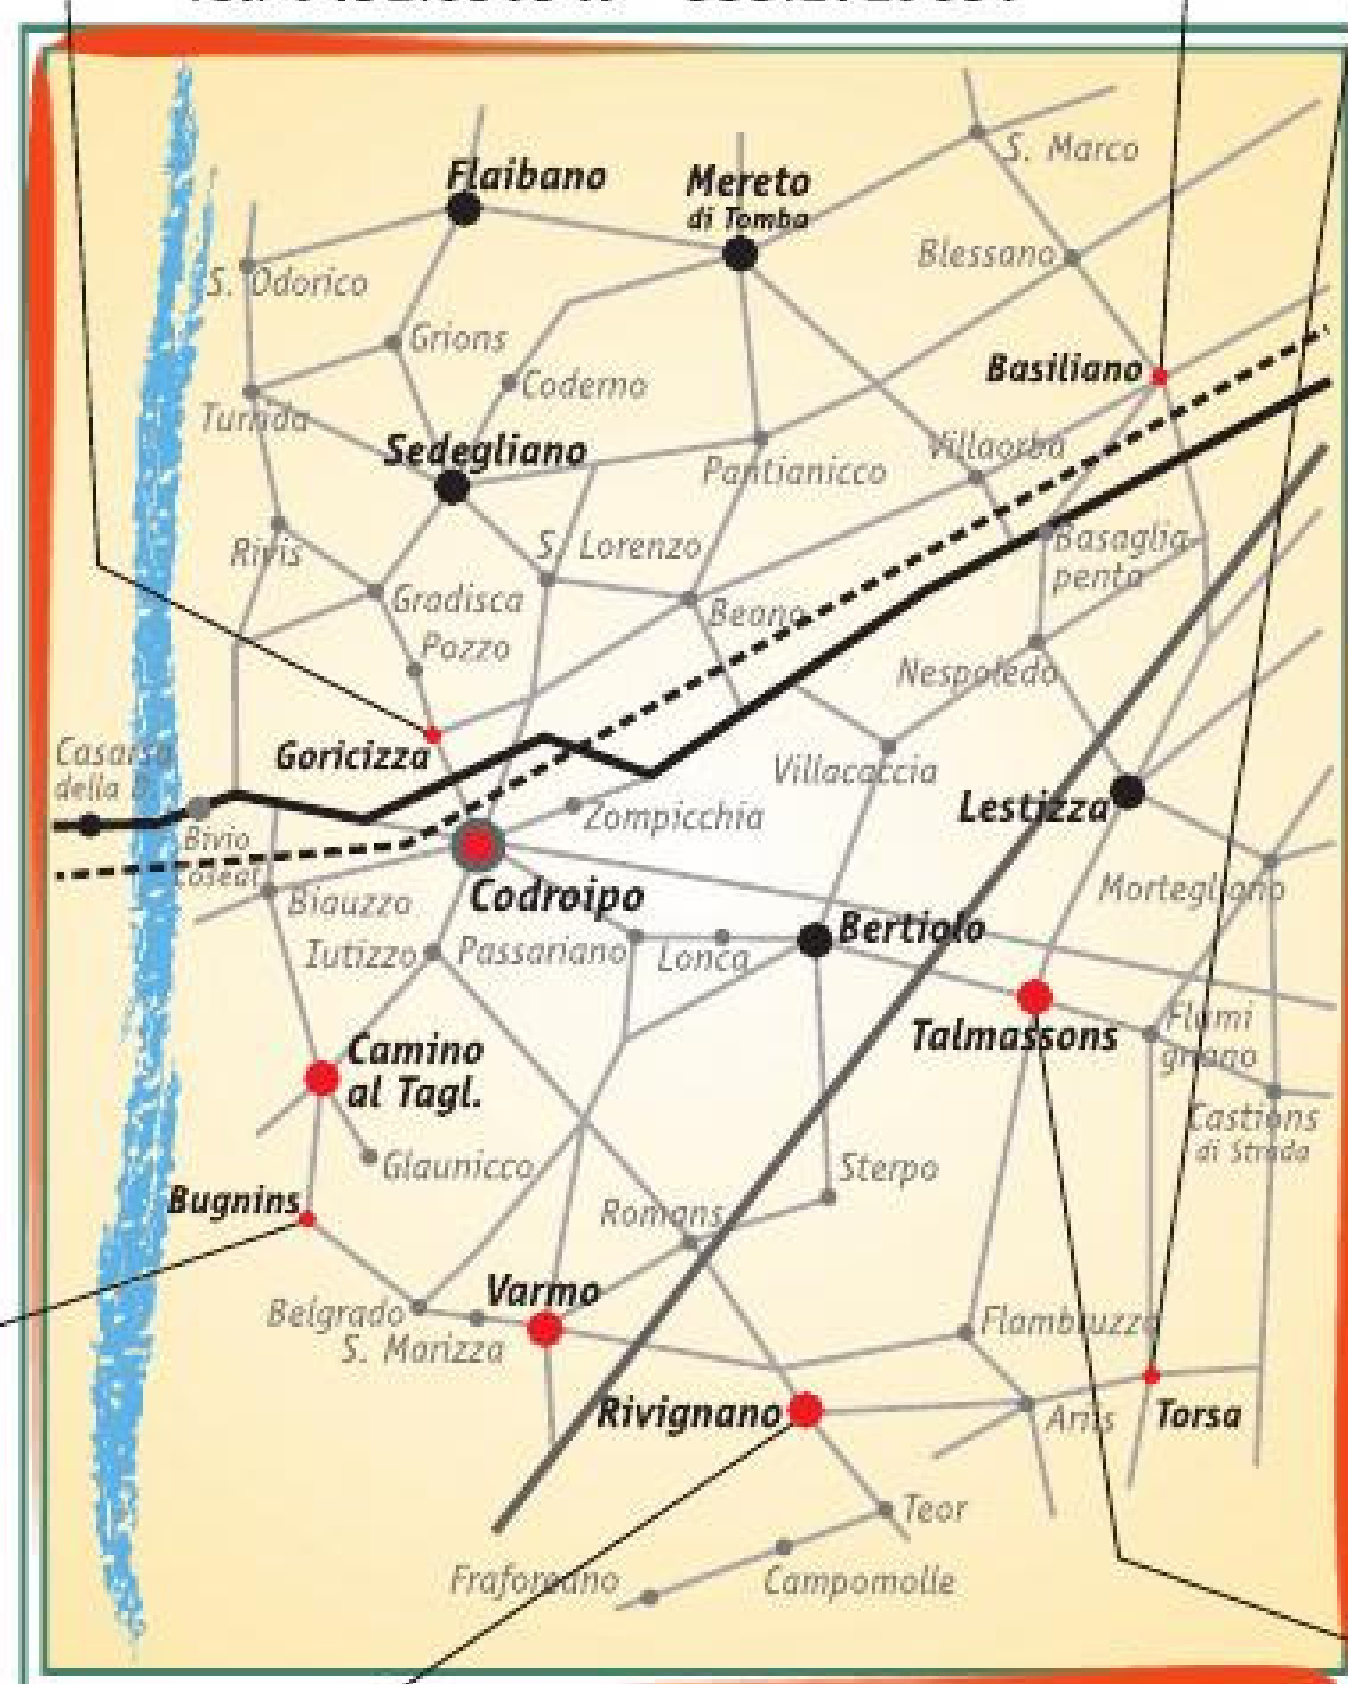 S. Marco
Flaibano
Mereto
di Tomba
Blessano
S. Odorico
Grions
Basiliano
Coderno
Turrida
Sedegliano
Villaorba
Pantianicco
Rivis
S. Lorenzo
Basaglia-
penta
Gradisca
Beano
Pozzo
Nespoledo
Goricizza
Casarsa
della D.
Villacaccia
Lestizza
Zompicchia
Bivio
Coseat
Biauzzo
Codroipo
Mortegliano
Bertiolo
Iutizzo
Passariano
Lonca
Flumi
gnano
Talmassons
Camino
al Tagl.
Castions
di Strada
Glaunicco
Sterpo
Bugnins
Romans
Varmo
Belgrado
S. Marizza
Flambruzzo
Rivignano
Ariis
Torsa
Teor
Fraforeano
Campomolle